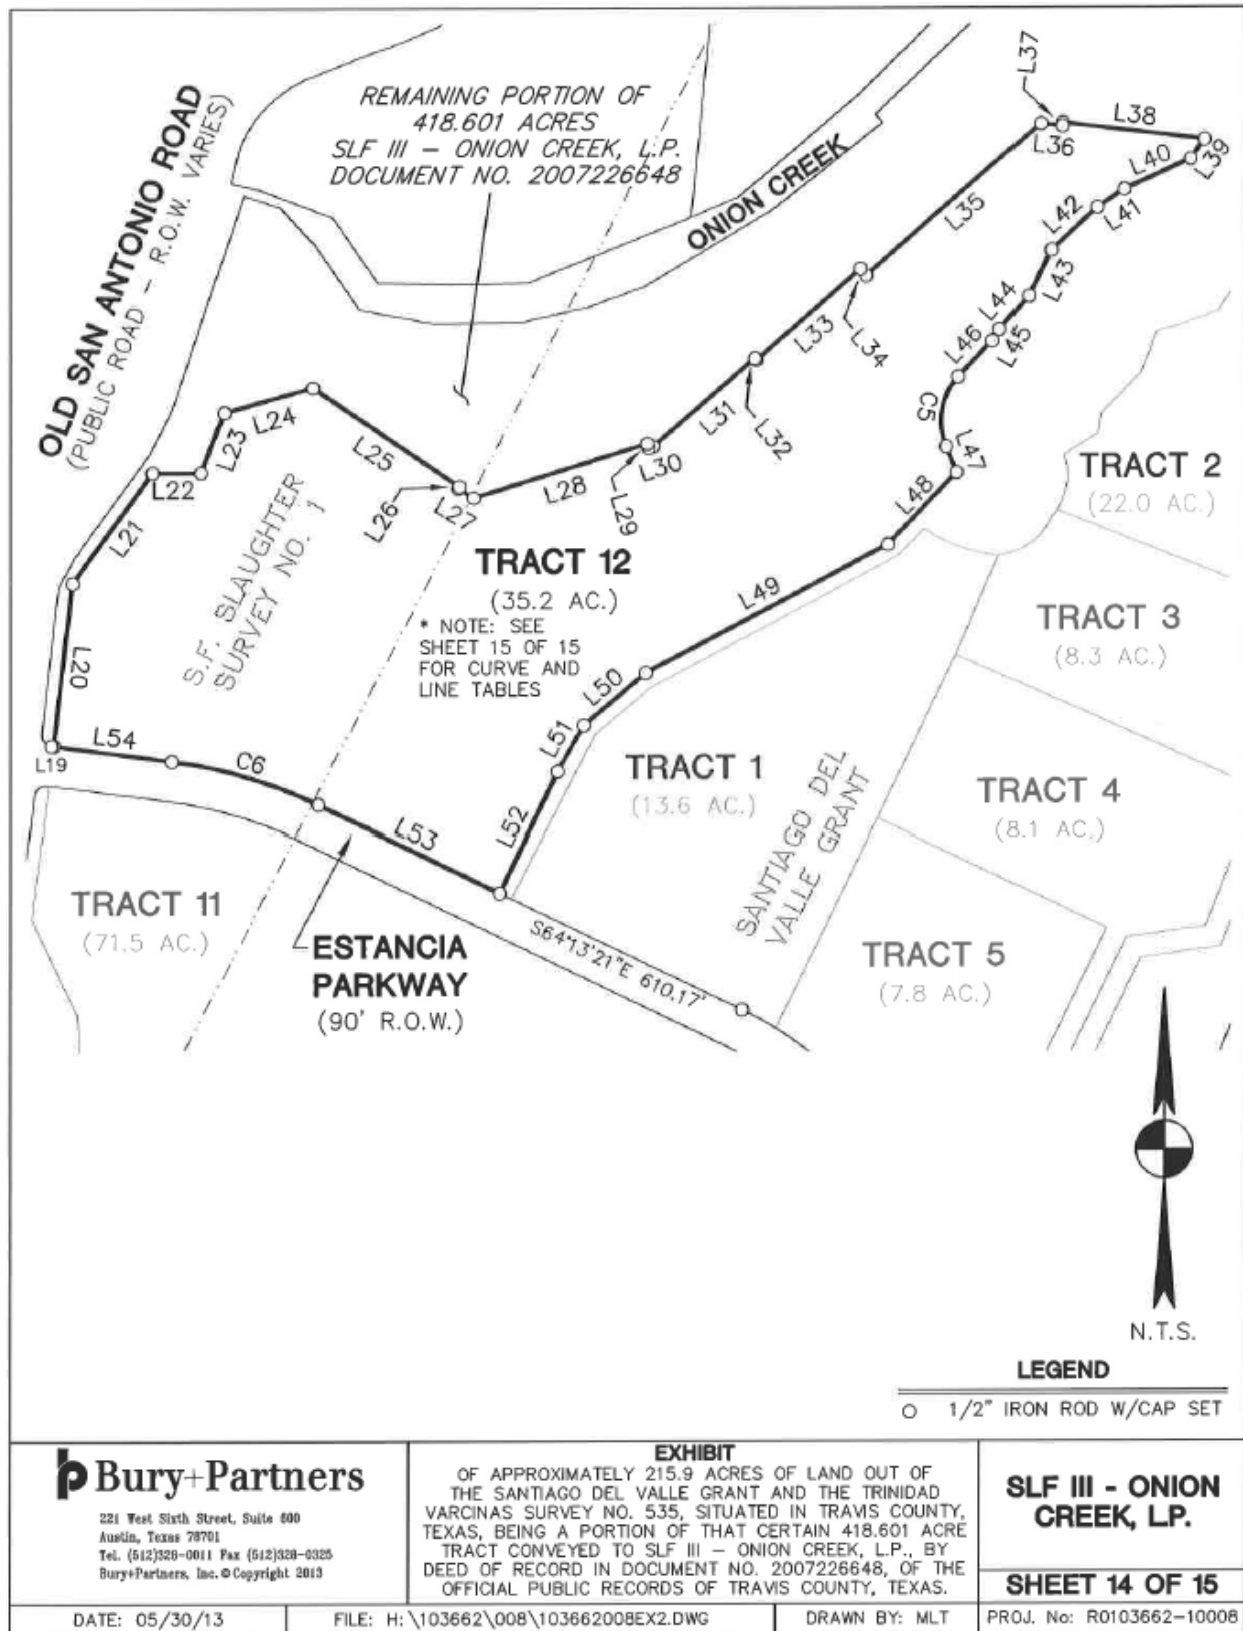 REMAINING PORTION OF
418.601 ACRES
SLF III – ONION CREEK, L.P.
DOCUMENT NO. 2007226648
OLD SAN ANTONIO ROAD
(PUBLIC ROAD – R.O.W. VARIES)
ONION CREEK
L37
L38
L36
L39
L40
L41
L42
L35
L43
L44
L45
L46
L33
L34
C5
L31
L32
L47
L48
L24
L23
L22
L25
L21
L26
L27
L28
L29
L30
S.F. SLAUGHTER
SURVEY NO. 1
TRACT 12
(35.2 AC.)
* NOTE: SEE
SHEET 15 OF 15
FOR CURVE AND
LINE TABLES
TRACT 2
(22.0 AC.)
L49
L50
L51
L52
L20
L19
L54
C6
L53
TRACT 3
(8.3 AC.)
TRACT 1
(13.6 AC.)
SANTIAGO DEL
VALLE GRANT
TRACT 4
(8.1 AC.)
TRACT 11
(71.5 AC.)
ESTANCIA
PARKWAY
(90' R.O.W.)
S64°13'21"E 610.17'
TRACT 5
(7.8 AC.)
N.T.S.
LEGEND
1/2" IRON ROD W/CAP SET
Bury+Partners
221 West Sixth Street, Suite 600
Austin, Texas 78701
Tel. (512)328-0011 Fax (512)328-0325
Bury+Partners, Inc. © Copyright 2013
EXHIBIT
OF APPROXIMATELY 215.9 ACRES OF LAND OUT OF
THE SANTIAGO DEL VALLE GRANT AND THE TRINIDAD
VARCINAS SURVEY NO. 535, SITUATED IN TRAVIS COUNTY,
TEXAS, BEING A PORTION OF THAT CERTAIN 418.601 ACRE
TRACT CONVEYED TO SLF III – ONION CREEK, L.P., BY
DEED OF RECORD IN DOCUMENT NO. 2007226648, OF THE
OFFICIAL PUBLIC RECORDS OF TRAVIS COUNTY, TEXAS.
SLF III - ONION
CREEK, L.P.
SHEET 14 OF 15
DATE: 05/30/13
FILE: H:\103662\008\103662008EX2.DWG
DRAWN BY: MLT
PROJ. No: R0103662-10008